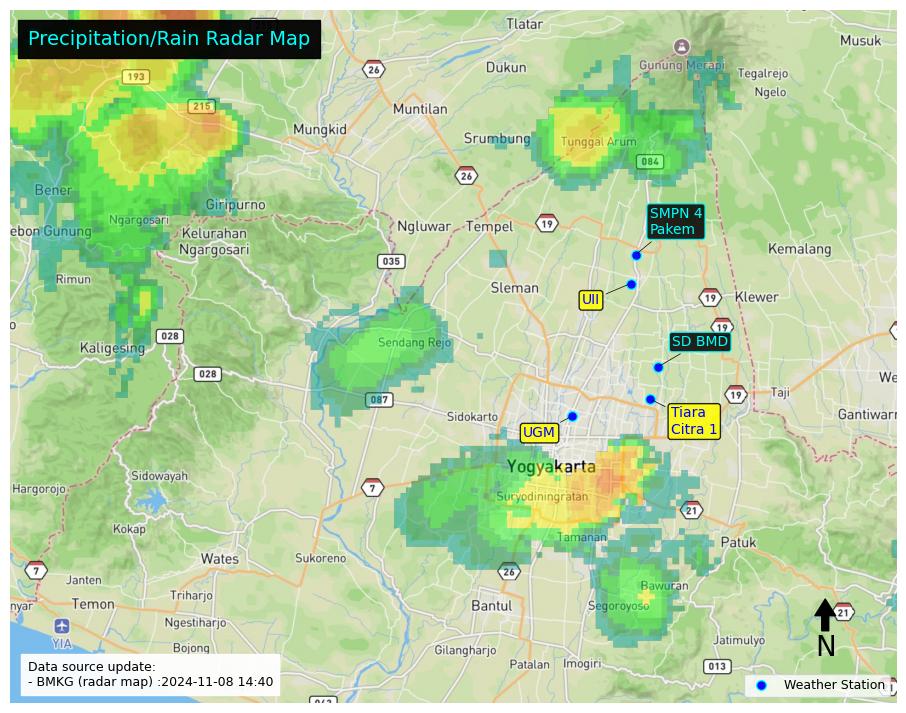 Precipitation/Rain Radar Map
Tlatar
Musuk
26
Gunung Merapi
Dukun
Tegalrejo
193
Ngelo
215
Muntilan
Mungkid
Srumbung
Tunggal Arum
084
26
Bener
Giripurno
Ngargosari
SMPN 4
Pakem
19
ebon Gunung
Kelurahan
Ngargosari
Ngluwar
Tempel
Kemalang
035
Rimun
Sleman
UII
19
Klewer
19
028
Kaligesing
Sendang Rejo
SD BMD
028
We
087
19
Taji
Sidokarto
Tiara
Citra 1
Gantiwarn
UGM
Yogyakarta
Sidowayah
Hargorojo
7
Suryodiningratan
21
Kokap
Tamanan
Patuk
Wates
Sukoreno
7
26
Janten
Bawuran
Triharjo
nyar
Temon
Bantul
Segoroyoso
21
Ngestiharjo
YIA
Jatimulyo
N
Bojong
Gilangharjo
Patalan
Imogiri
013
Data source update:
- BMKG (radar map) :2024-11-08 14:40
Weather Station